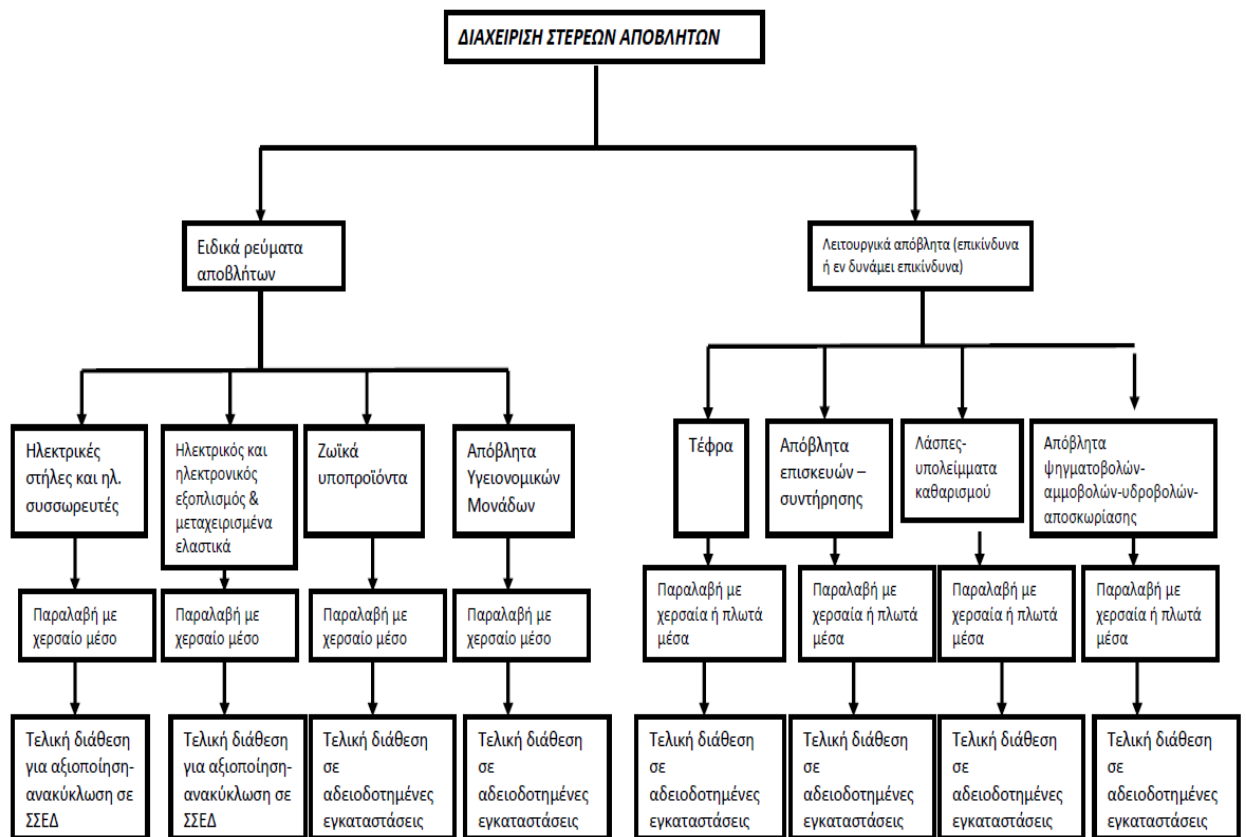 ΔΙΑΧΕΙΡΙΣΗ ΣΤΕΡΕΩΝ ΑΠΟΒΛΗΤΩΝ
Ειδικά ρεύματα
αποβλήτων
Λειτουργικά απόβλητα (επικίνδυνα
ή εν δυνάμει επικίνδυνα)
Ηλεκτρικές
στήλες και ηλ.
συσσωρευτές
Ηλεκτρικός και
ηλεκτρονικός
εξοπλισμός &
μεταχειρισμένα
ελαστικά
Ζωϊκά
υποπροϊόντα
Απόβλητα
Υγειονομικών
Μονάδων
Τέφρα
Απόβλητα
επισκευών –
συντήρησης
Λάσπες-
υπολείμματα
καθαρισμού
Απόβλητα
ψηγματοβολών-
αμμοβολών-υδροβολών-
αποσκωρίασης
Παραλαβή με
χερσαίο μέσο
Παραλαβή με
χερσαίο μέσο
Παραλαβή με
χερσαίο μέσο
Παραλαβή με
χερσαίο μέσο
Παραλαβή με
χερσαία ή πλωτά
μέσα
Παραλαβή με
χερσαία ή πλωτά
μέσα
Παραλαβή με
χερσαία ή πλωτά
μέσα
Παραλαβή με
χερσαία ή πλωτά
μέσα
Τελική διάθεση
για αξιοποίηση-
ανακύκλωση σε
ΣΣΕΔ
Τελική διάθεση
για αξιοποίηση-
ανακύκλωση σε
ΣΣΕΔ
Τελική διάθεση
σε
αδειοδοτημένες
εγκαταστάσεις
Τελική διάθεση
σε
αδειοδοτημένες
εγκαταστάσεις
Τελική διάθεση
σε
αδειοδοτημένες
εγκαταστάσεις
Τελική διάθεση
σε
αδειοδοτημένες
εγκαταστάσεις
Τελική διάθεση
σε
αδειοδοτημένες
εγκαταστάσεις
Τελική διάθεση
σε
αδειοδοτημένες
εγκαταστάσεις